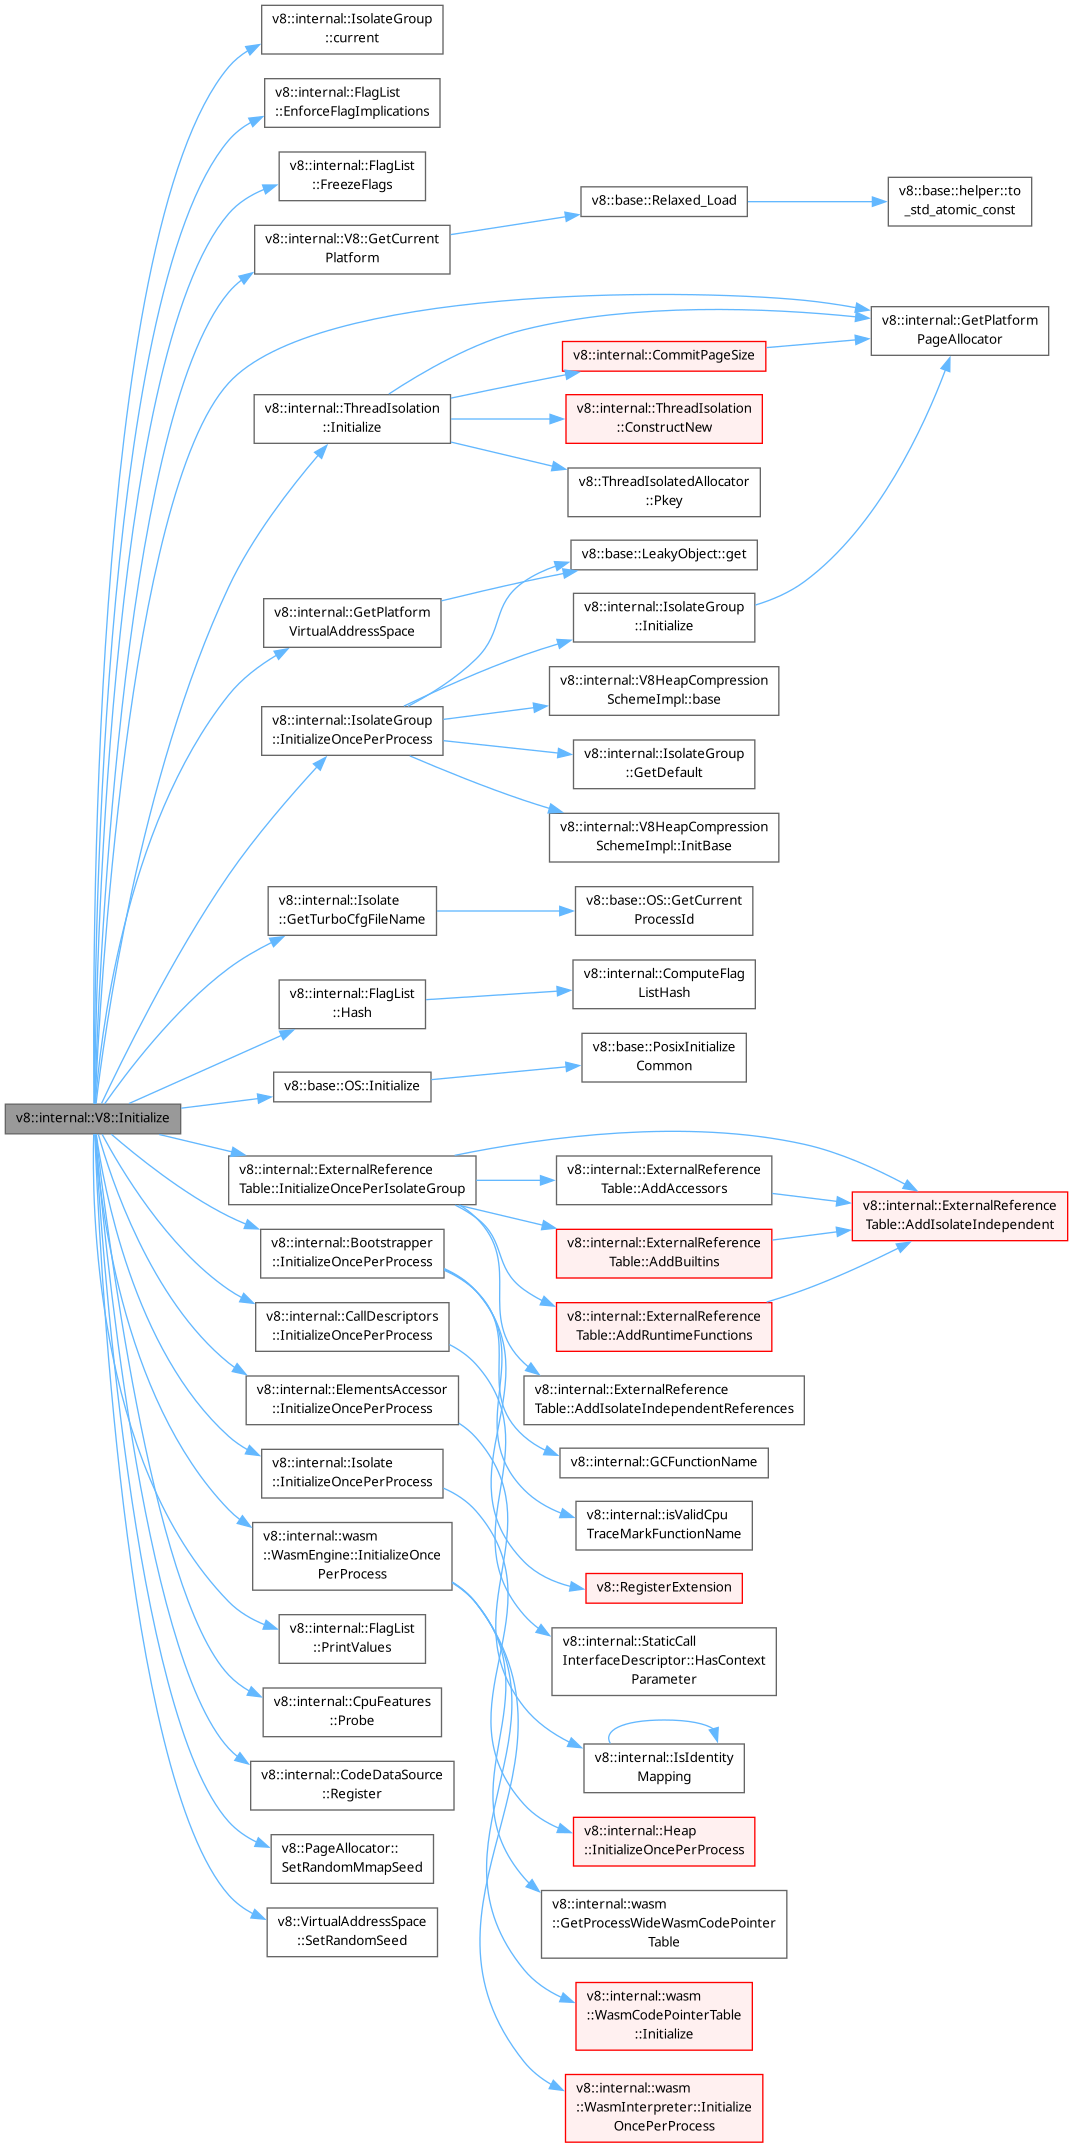 v8::internal::IsolateGroup
::current
v8::internal::FlagList
::EnforceFlagImplications
v8::internal::FlagList
::FreezeFlags
v8::internal::V8::GetCurrent
Platform
v8::base::Relaxed_Load
v8::base::helper::to
_std_atomic_const
v8::internal::GetPlatform
PageAllocator
v8::internal::CommitPageSize
v8::internal::ThreadIsolation
::Initialize
v8::internal::ThreadIsolation
::ConstructNew
v8::ThreadIsolatedAllocator
::Pkey
v8::base::LeakyObject::get
v8::internal::GetPlatform
VirtualAddressSpace
v8::internal::IsolateGroup
::Initialize
v8::internal::V8HeapCompression
SchemeImpl::base
v8::internal::IsolateGroup
::InitializeOncePerProcess
v8::internal::IsolateGroup
::GetDefault
v8::internal::V8HeapCompression
SchemeImpl::InitBase
v8::internal::Isolate
::GetTurboCfgFileName
v8::base::OS::GetCurrent
ProcessId
v8::internal::FlagList
::Hash
v8::internal::ComputeFlag
ListHash
v8::base::OS::Initialize
v8::base::PosixInitialize
Common
v8::internal::V8::Initialize
v8::internal::ExternalReference
Table::InitializeOncePerIsolateGroup
v8::internal::ExternalReference
Table::AddAccessors
v8::internal::ExternalReference
Table::AddIsolateIndependent
v8::internal::Bootstrapper
::InitializeOncePerProcess
v8::internal::ExternalReference
Table::AddBuiltins
v8::internal::CallDescriptors
::InitializeOncePerProcess
v8::internal::ExternalReference
Table::AddRuntimeFunctions
v8::internal::ElementsAccessor
::InitializeOncePerProcess
v8::internal::ExternalReference
Table::AddIsolateIndependentReferences
v8::internal::Isolate
::InitializeOncePerProcess
v8::internal::GCFunctionName
v8::internal::wasm
::WasmEngine::InitializeOnce
PerProcess
v8::internal::isValidCpu
TraceMarkFunctionName
v8::RegisterExtension
v8::internal::FlagList
::PrintValues
v8::internal::StaticCall
InterfaceDescriptor::HasContext
Parameter
v8::internal::CpuFeatures
::Probe
v8::internal::IsIdentity
Mapping
v8::internal::CodeDataSource
::Register
v8::internal::Heap
::InitializeOncePerProcess
v8::PageAllocator::
SetRandomMmapSeed
v8::internal::wasm
::GetProcessWideWasmCodePointer
Table
v8::VirtualAddressSpace
::SetRandomSeed
v8::internal::wasm
::WasmCodePointerTable
::Initialize
v8::internal::wasm
::WasmInterpreter::Initialize
OncePerProcess